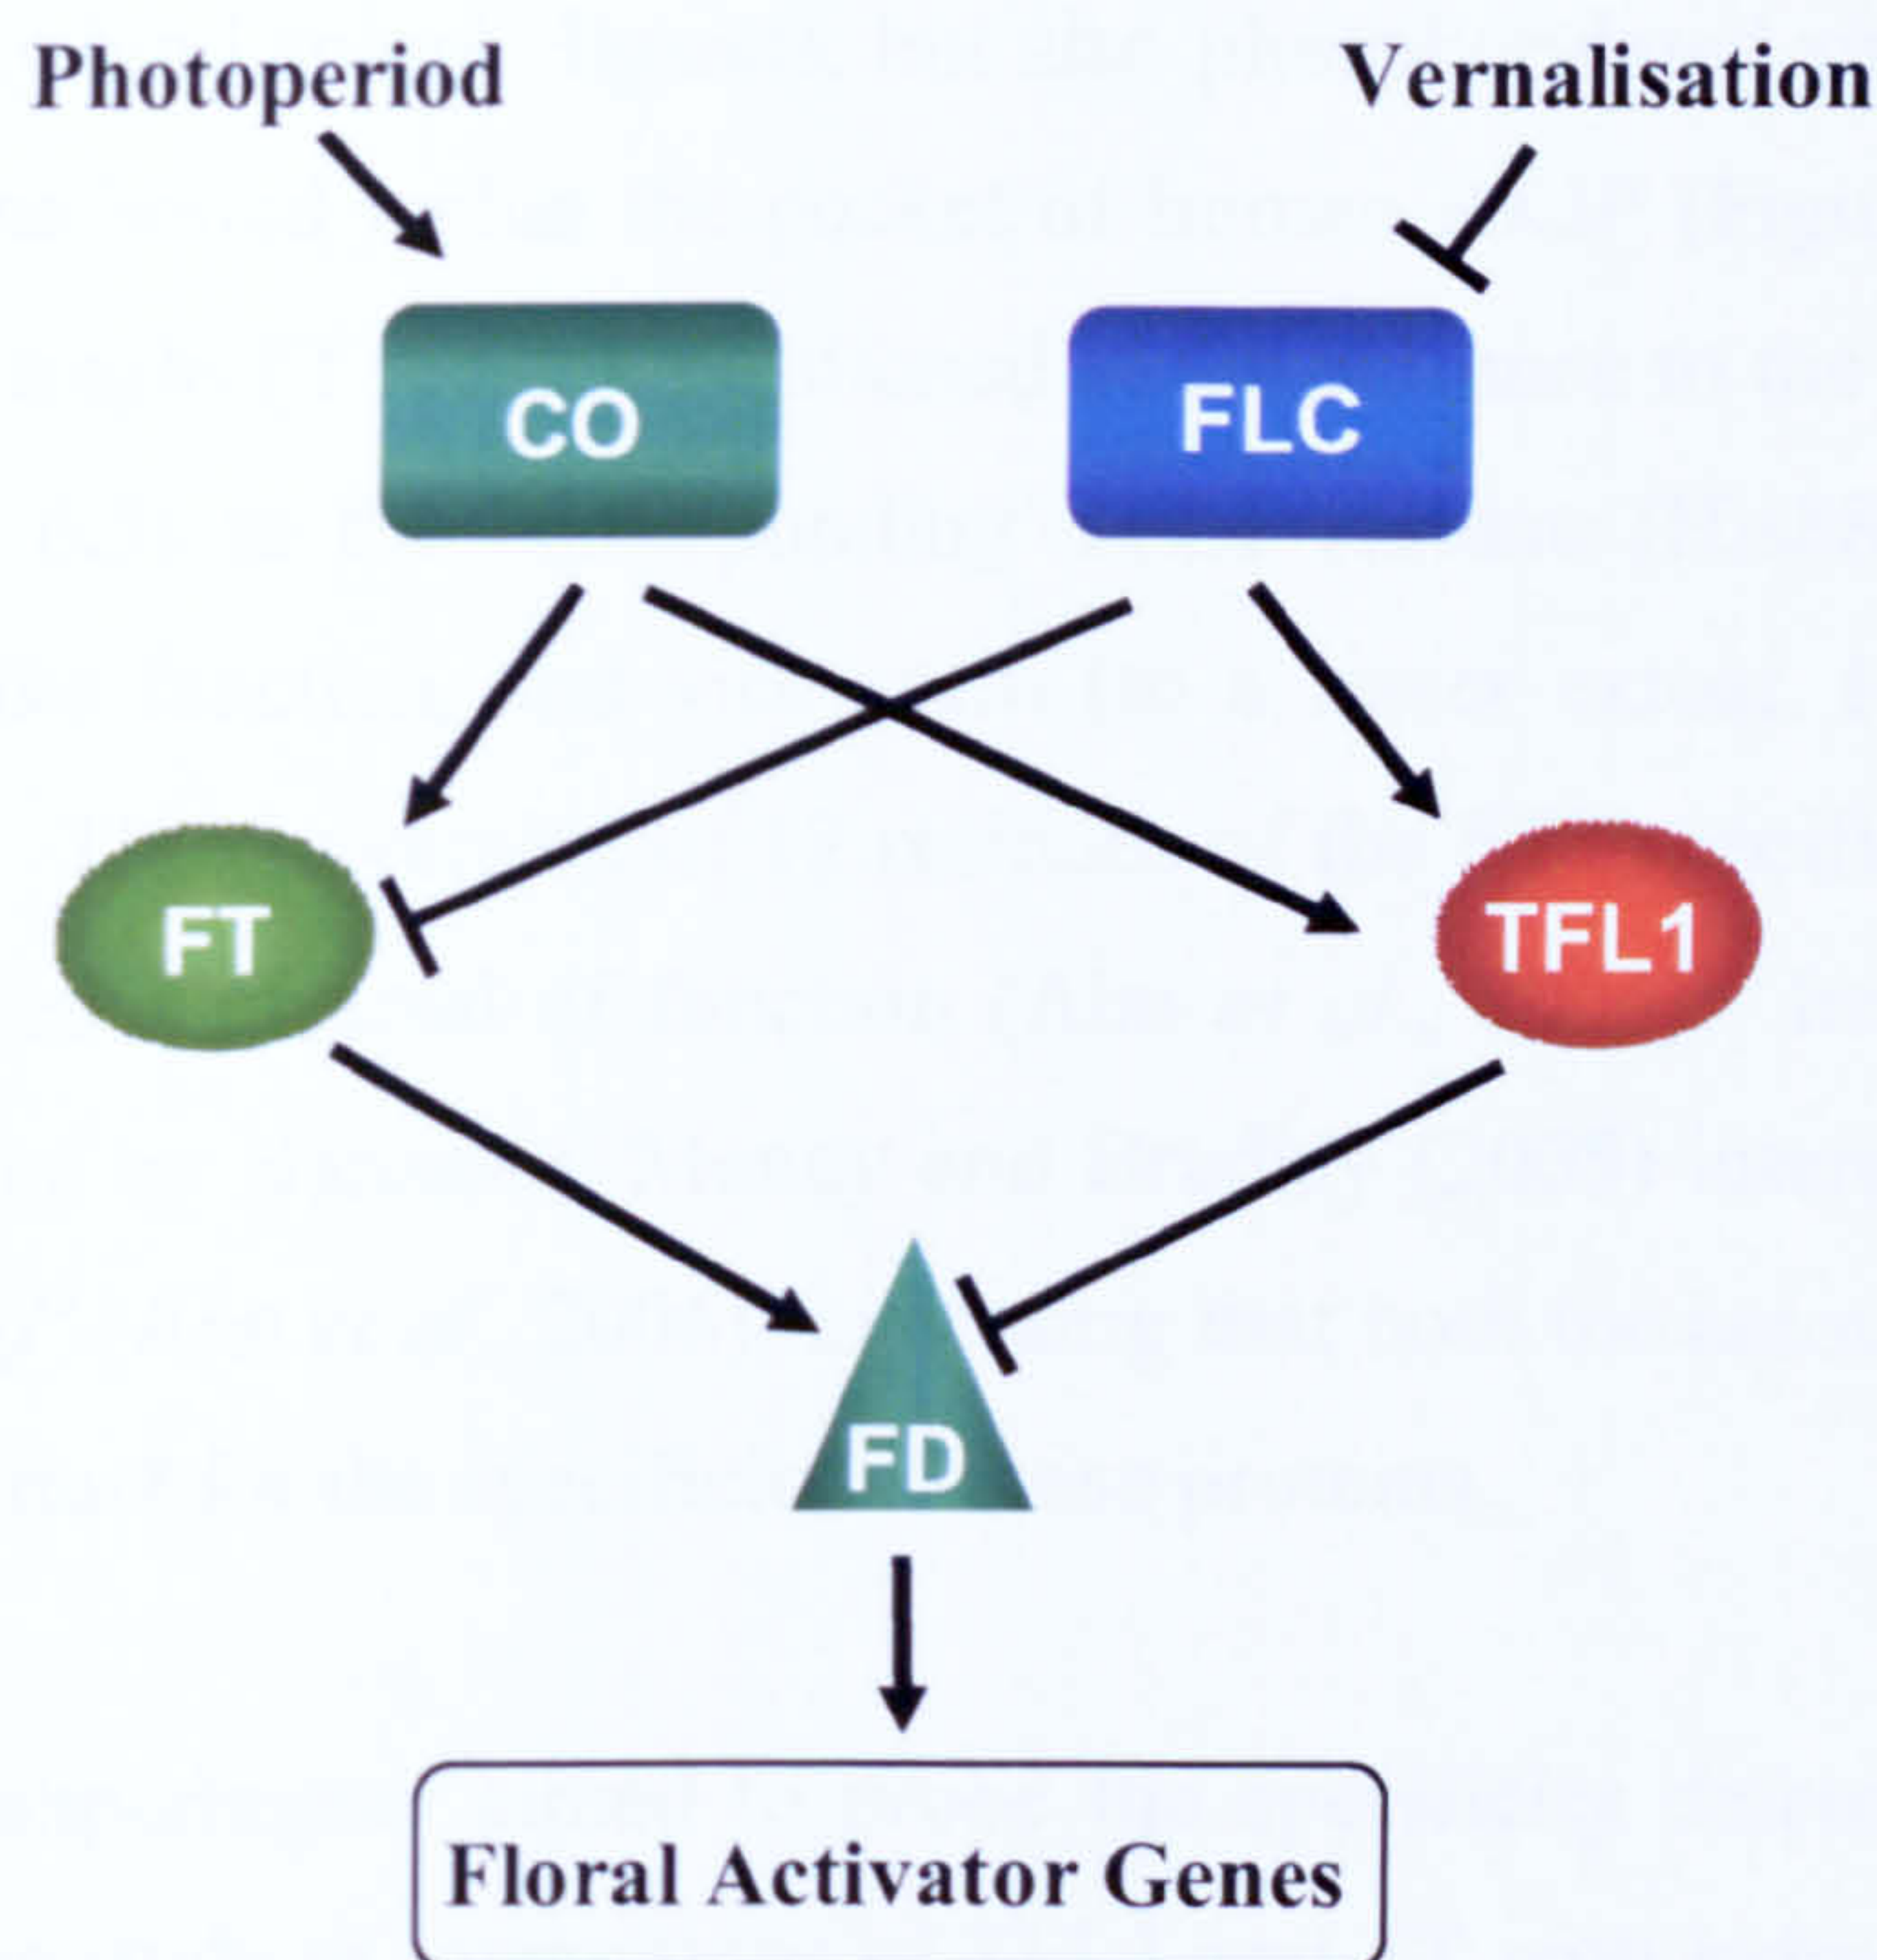 Photoperiod
Vernalisation
CO
FLC
FT
TFL1
FD
Floral Activator Genes